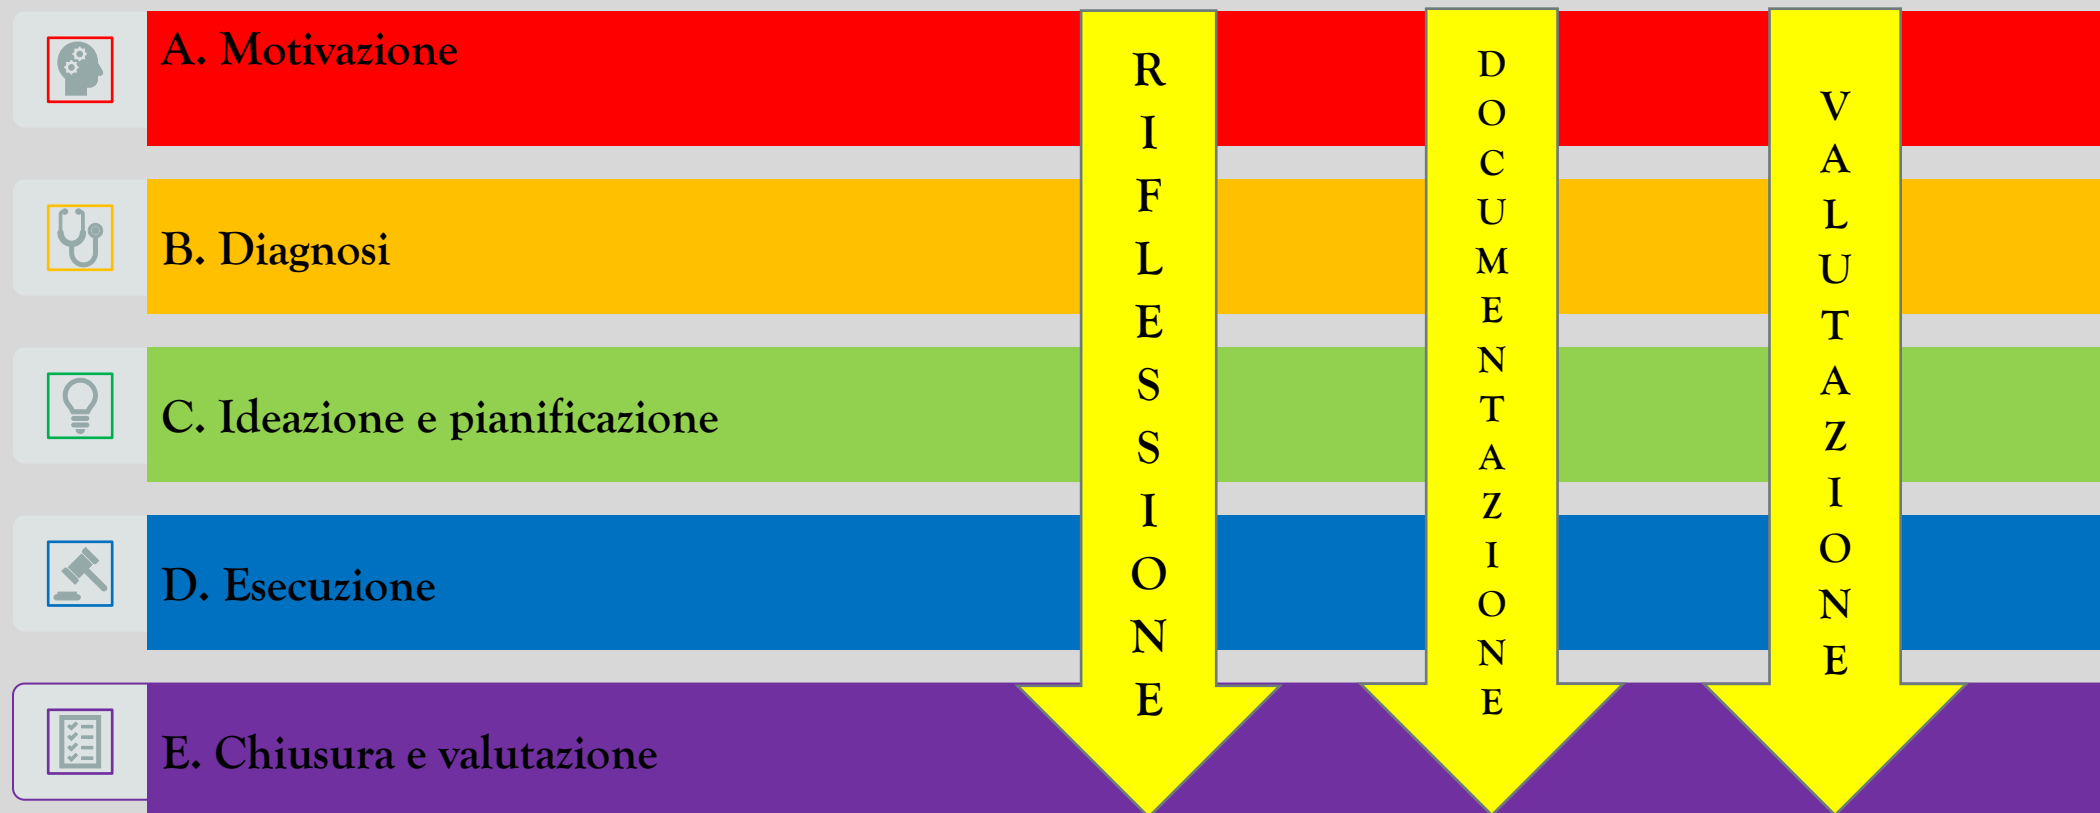 A. Motivazione
B. Diagnosi
C. Ideazione e pianificazione
D. Esecuzione
E. Chiusura e valutazione
RIFLESSIONE
DOCUMENTAZIONE
VALUTAZIONE